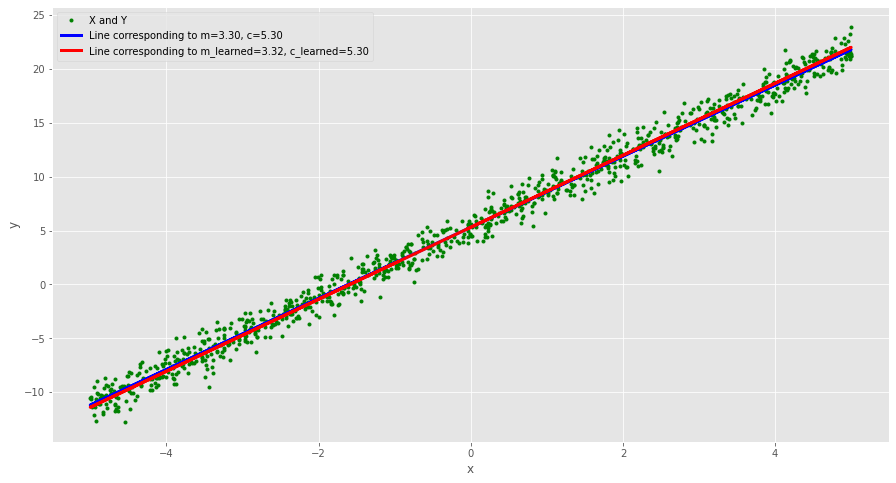 X and Y
Line corresponding to m=3.30, c=5.30
Line corresponding to m_learned=3.32, c_learned=5.30
25
20
15
10
5
0
−5
−10
y
−4
−2
0
2
4
x